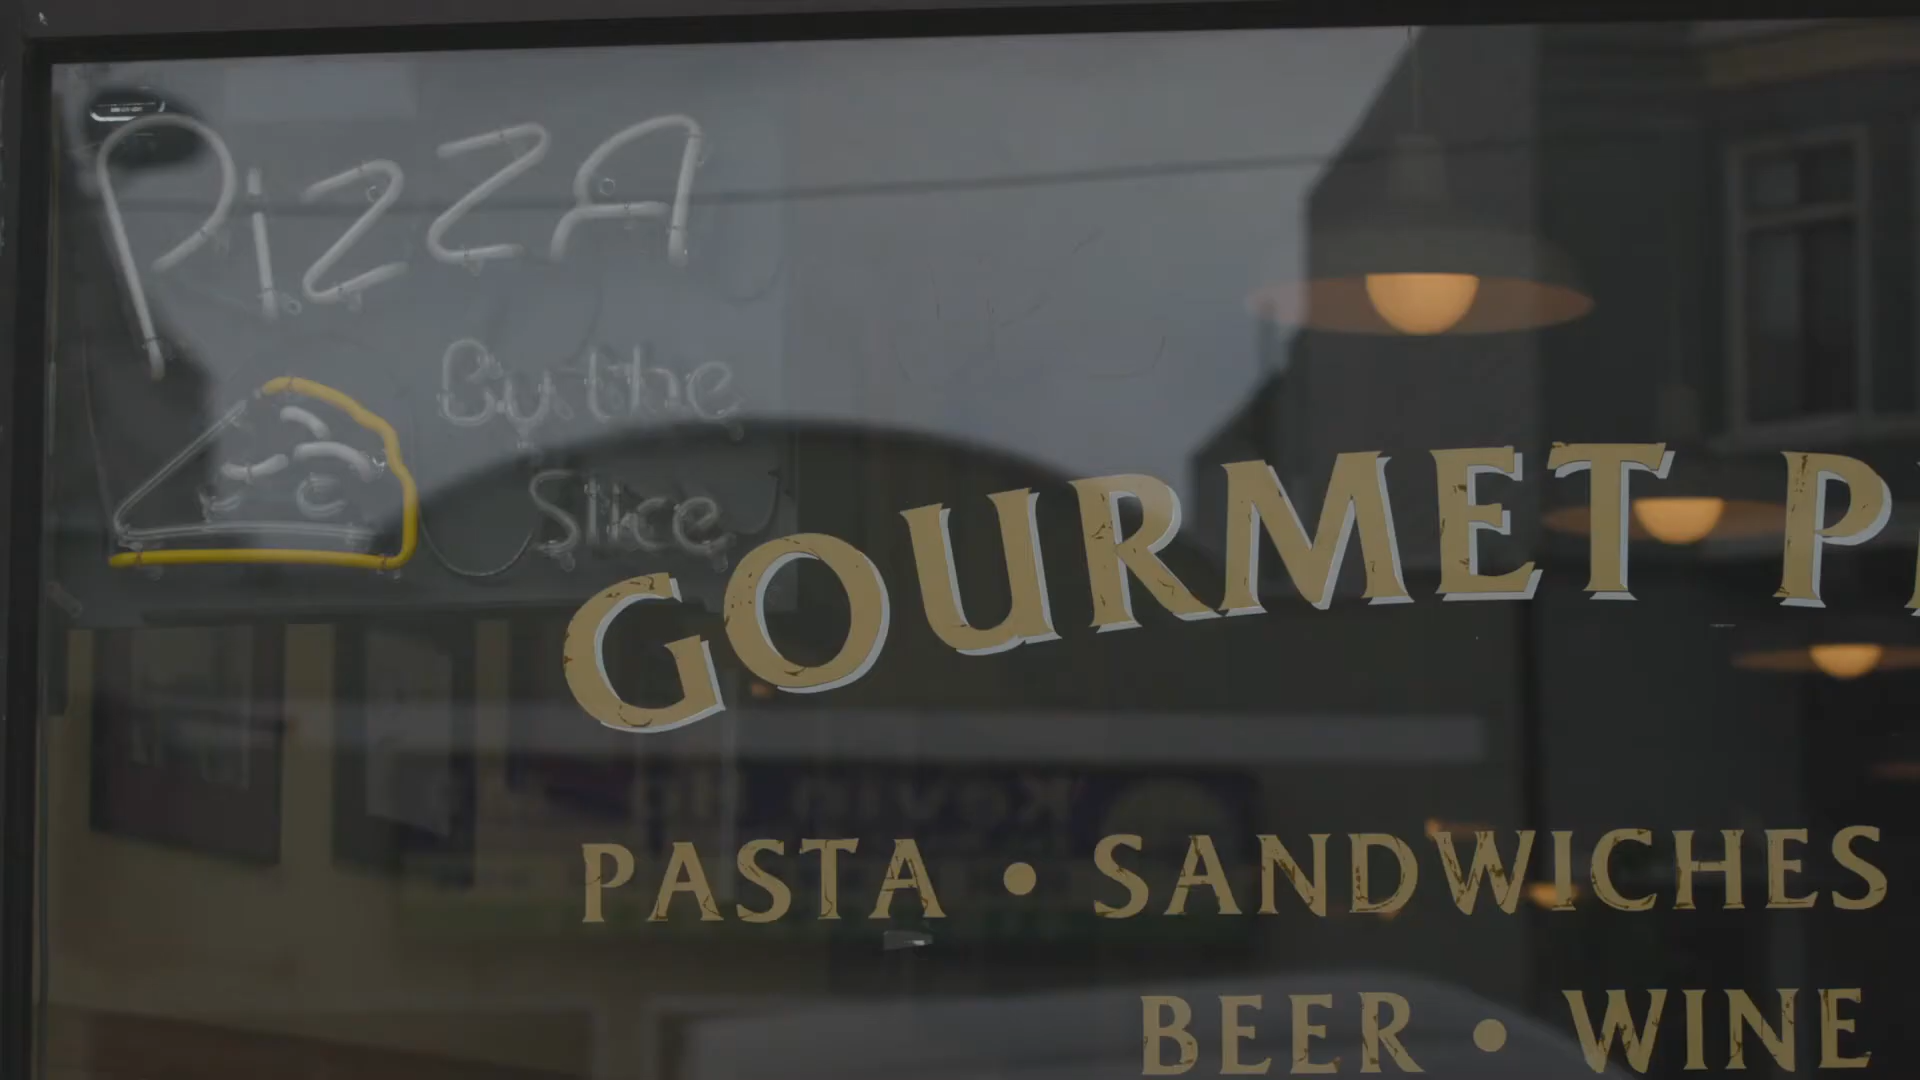 PizzA
By the
Slice
GOURMET P
PASTA • SANDWICHES
BEER • WINE